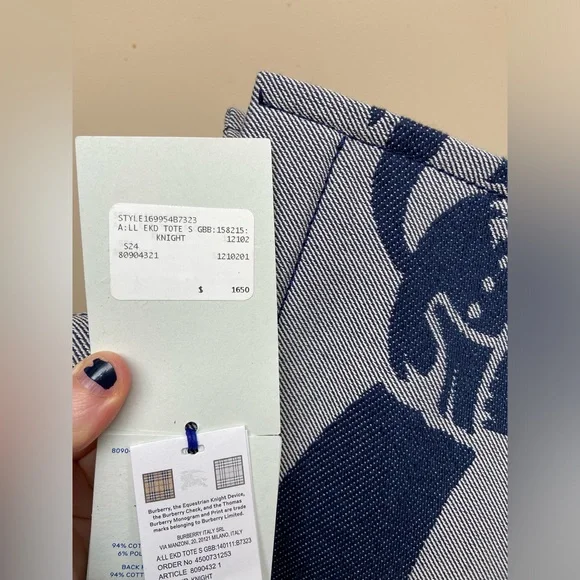 STYLE169954B7323
A:LL EKD TOTE S GBB:158215:
KNIGHT 12102
S24
80904321 1210201
$ 1650
8090
94% COT
6% POL
BACK
94% COTT
Burberry, the Equestrian Knight Device,
the Burberry Check, and the Thomas
Burberry Monogram and Print are trade
marks belonging to Burberry Limited.
BURBERRY ITALY SRL
VIA MANZONI, 20, 20121 MILANO, ITALY
A:LL EKD TOTE S GBB:140111:B7323
ORDER No 4500731253
ARTICLE 8090432 1
KNIGHT